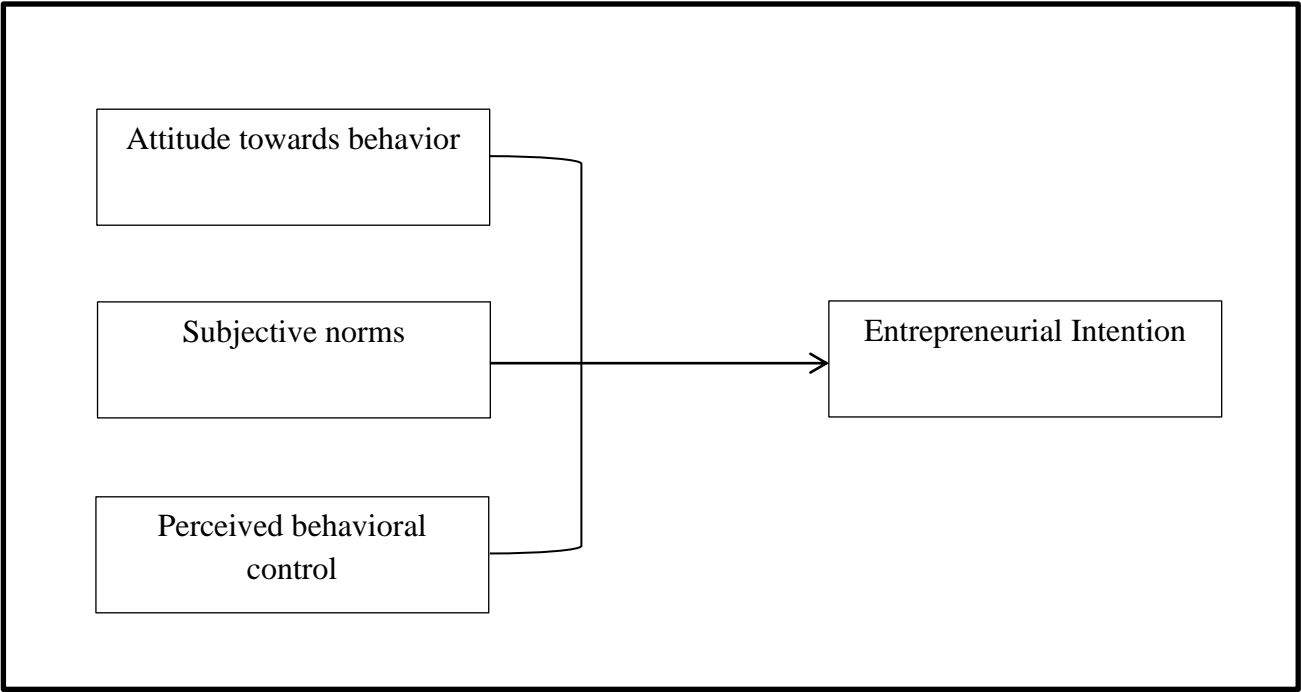 Attitude towards behavior
Subjective norms
Entrepreneurial Intention
Perceived behavioral
control